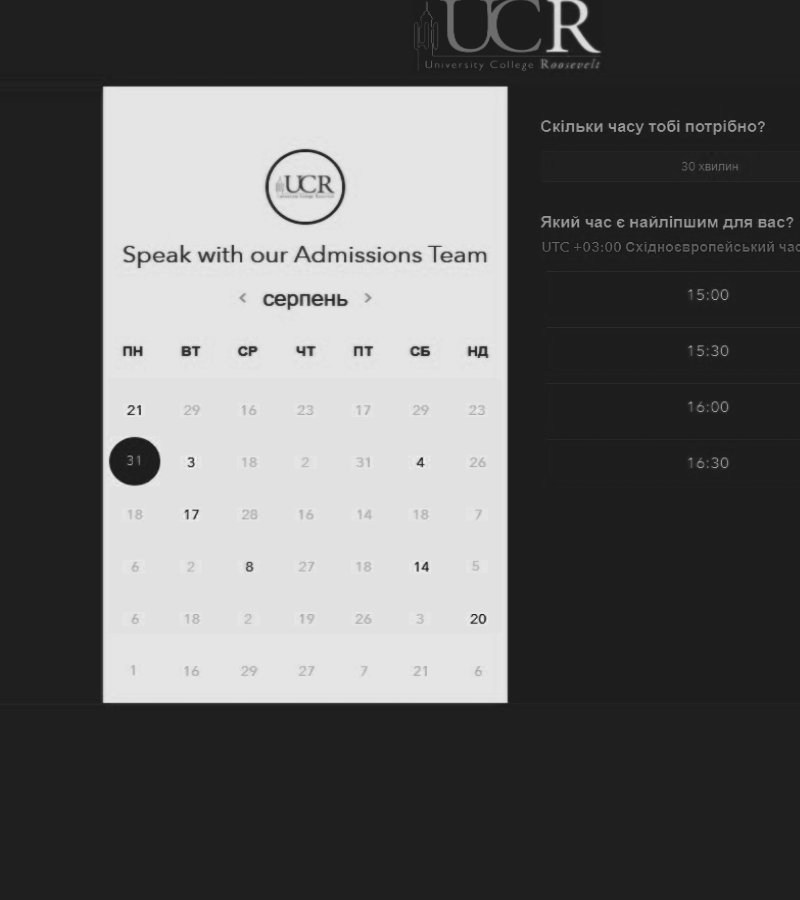 UCR
University College Roosevelt
UCR
Speak with our Admissions Team
< серпень >
ПН ВТ СР ЧТ ПТ СБ НД
21 29 16 23 17 29 23
31 3 18 2 31 4 26
18 17 28 16 14 18 7
6 2 8 27 18 14 5
6 18 2 19 26 3 20
1 16 29 27 7 21 6
Скільки часу тобі потрібно?
30 хвилин
Який час є найліпшим для вас?
UTC +03:00 Східноєвропейський час
15:00
15:30
16:00
16:30